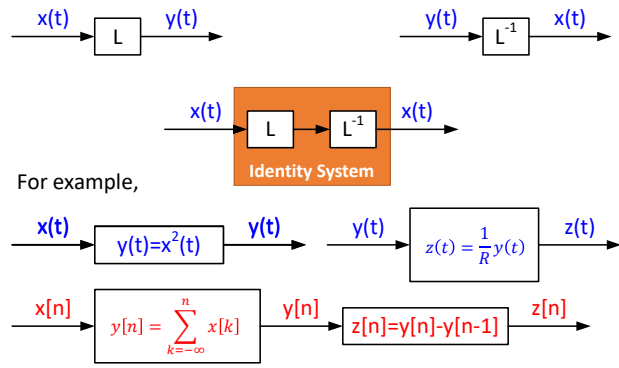 x(t) L y(t) y(t) L⁻¹ x(t)
x(t) L L⁻¹ x(t)
Identity System
For example,
x(t) y(t)=x²(t) y(t) y(t) z(t) = 1/R y(t) z(t)
x[n] y[n] = ∑_{k=−∞}^{n} x[k] y[n] z[n]=y[n]-y[n-1] z[n]